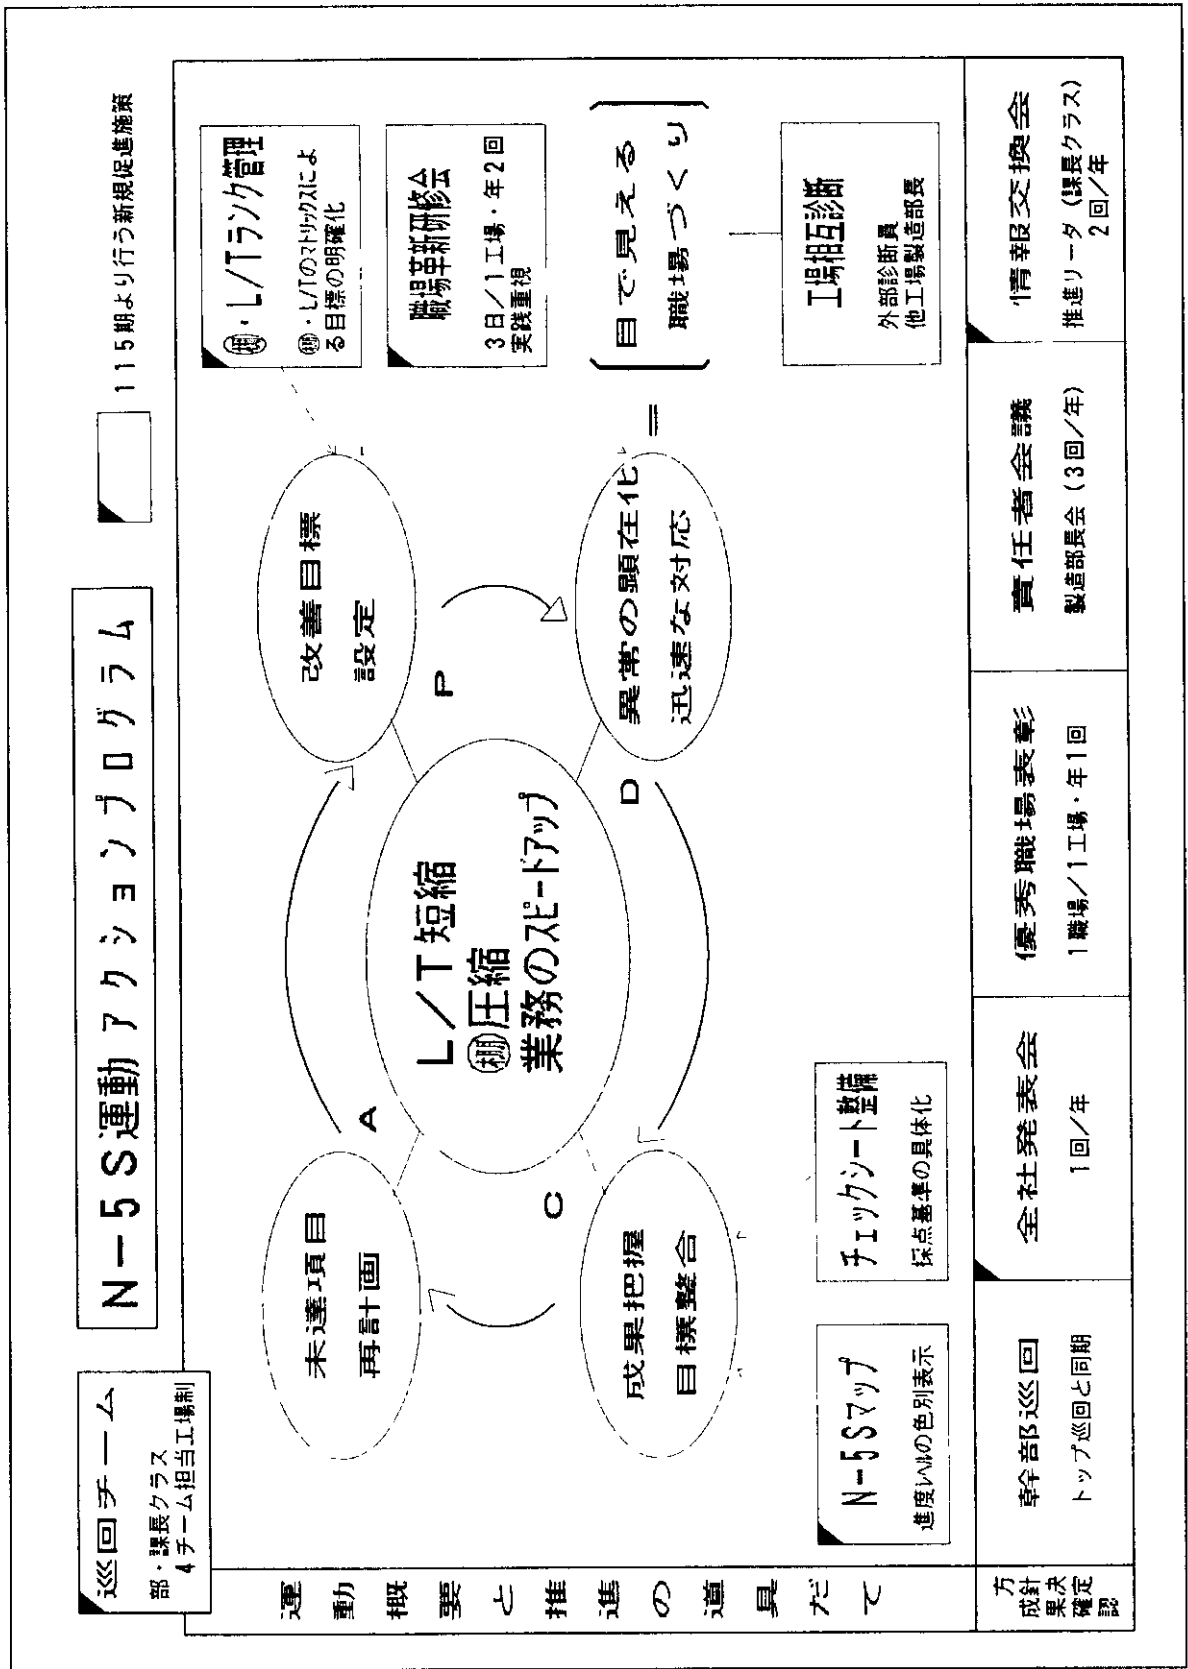 N－5S運動アクションプログラム
115期より行う新規促進施策
巡回チーム
部・課長クラス
4チーム担当工場制
運動概要と推進の道具だて
未達項目
再計画
改善目標
設定
A
P
L／T短縮
㊙圧縮
業務のスピードアップ
C
D
成果把握
目標整合
異常の顕在化
迅速な対応
＝
棚・L/Tランク管理
棚・L/Tのマトリックスによ
る目標の明確化
職場革新研修会
3日／1工場・年2回
実践重視
目で見える
職場づくり
工場相互診断
外部診断員
他工場製造部長
N－5Sマップ
進度レベルの色別表示
チェックシート整備
採点基準の具体化
方針決定
成果確認
幹部巡回
トップ巡回と同期
全社発表会
1回／年
優秀職場表彰
1職場／1工場・年1回
責任者会議
製造部長会（3回／年）
情報交換会
推進リーダ（課長クラス）
2回／年